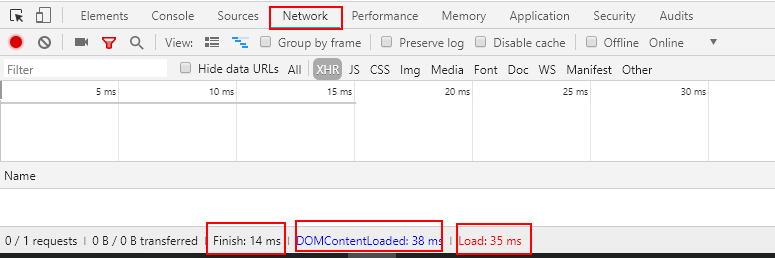 Elements Console Sources Network Performance Memory Application Security Audits
View: Group by frame Preserve log Disable cache Offline Online
Filter Hide data URLs All XHR JS CSS Img Media Font Doc WS Manifest Other
5 ms 10 ms 15 ms 20 ms 25 ms 30 ms
Name
0 / 1 requests | 0 B / 0 B transferred | Finish: 14 ms | DOMContentLoaded: 38 ms | Load: 35 ms